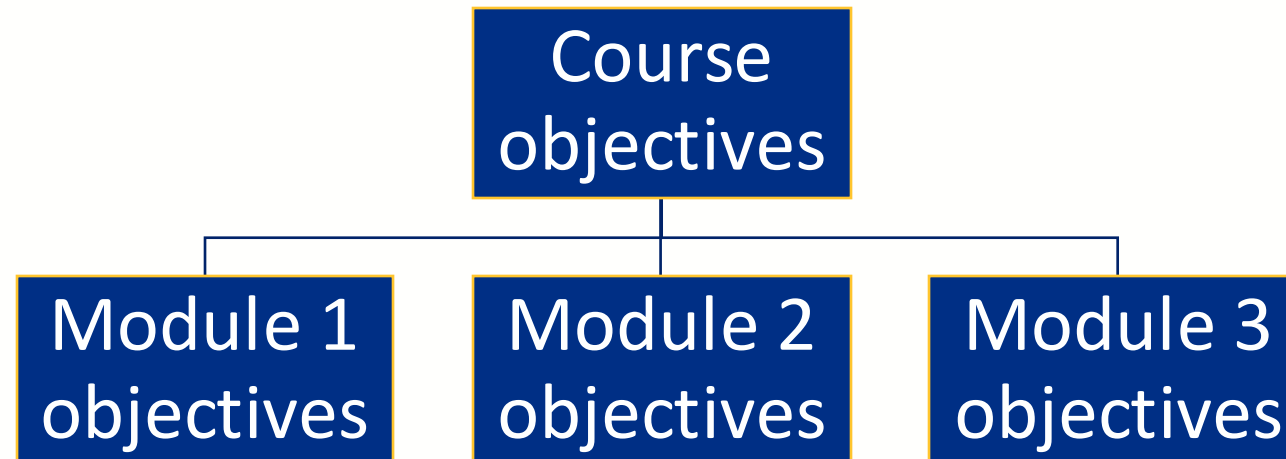 Course
objectives
Module 1
objectives
Module 2
objectives
Module 3
objectives